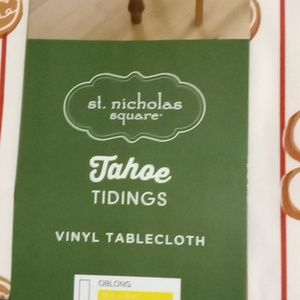 st. nicholas
square
Tahoe
TIDINGS
VINYL TABLECLOTH
OBLONG